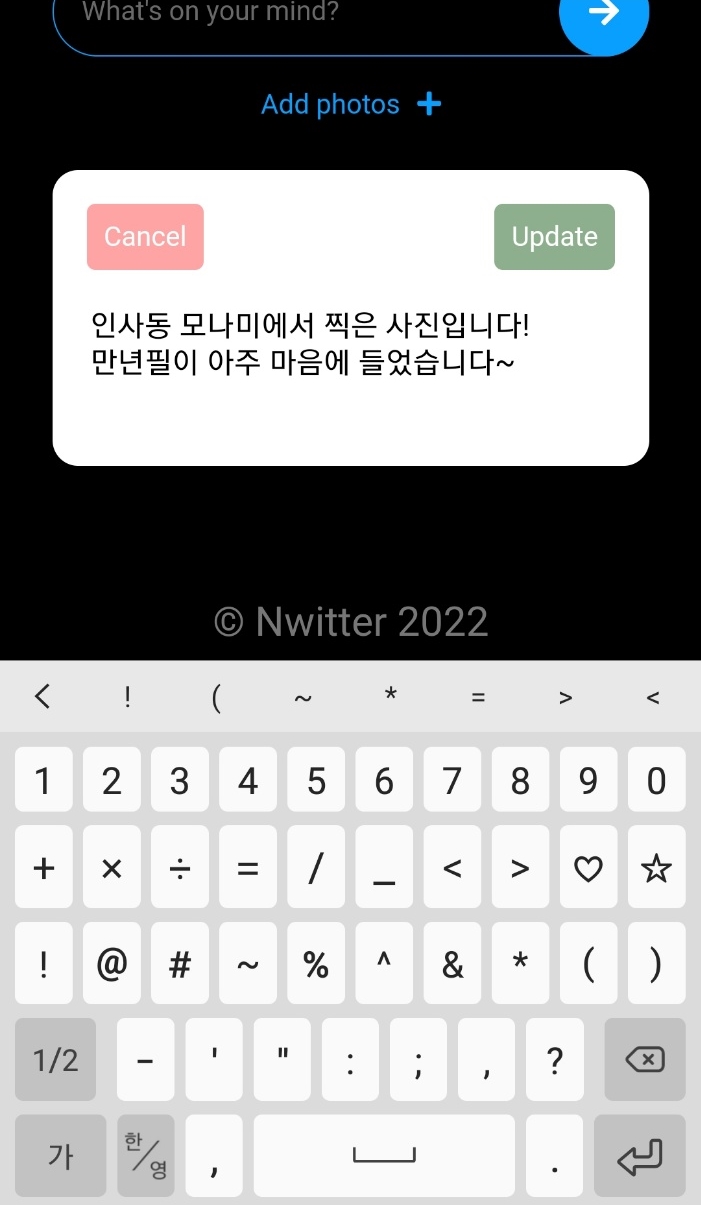 What's on your mind?
Add photos +
Cancel Update
인사동 모나미에서 찍은 사진입니다!
만년필이 아주 마음에 들었습니다~
© Nwitter 2022
! ( ~ * = > <
1 2 3 4 5 6 7 8 9 0
+ × ÷ = / _ < > ♡ ☆
! @ # ~ % ^ & * ( )
1/2 - ' " : ; , ?
가 한/영 , .